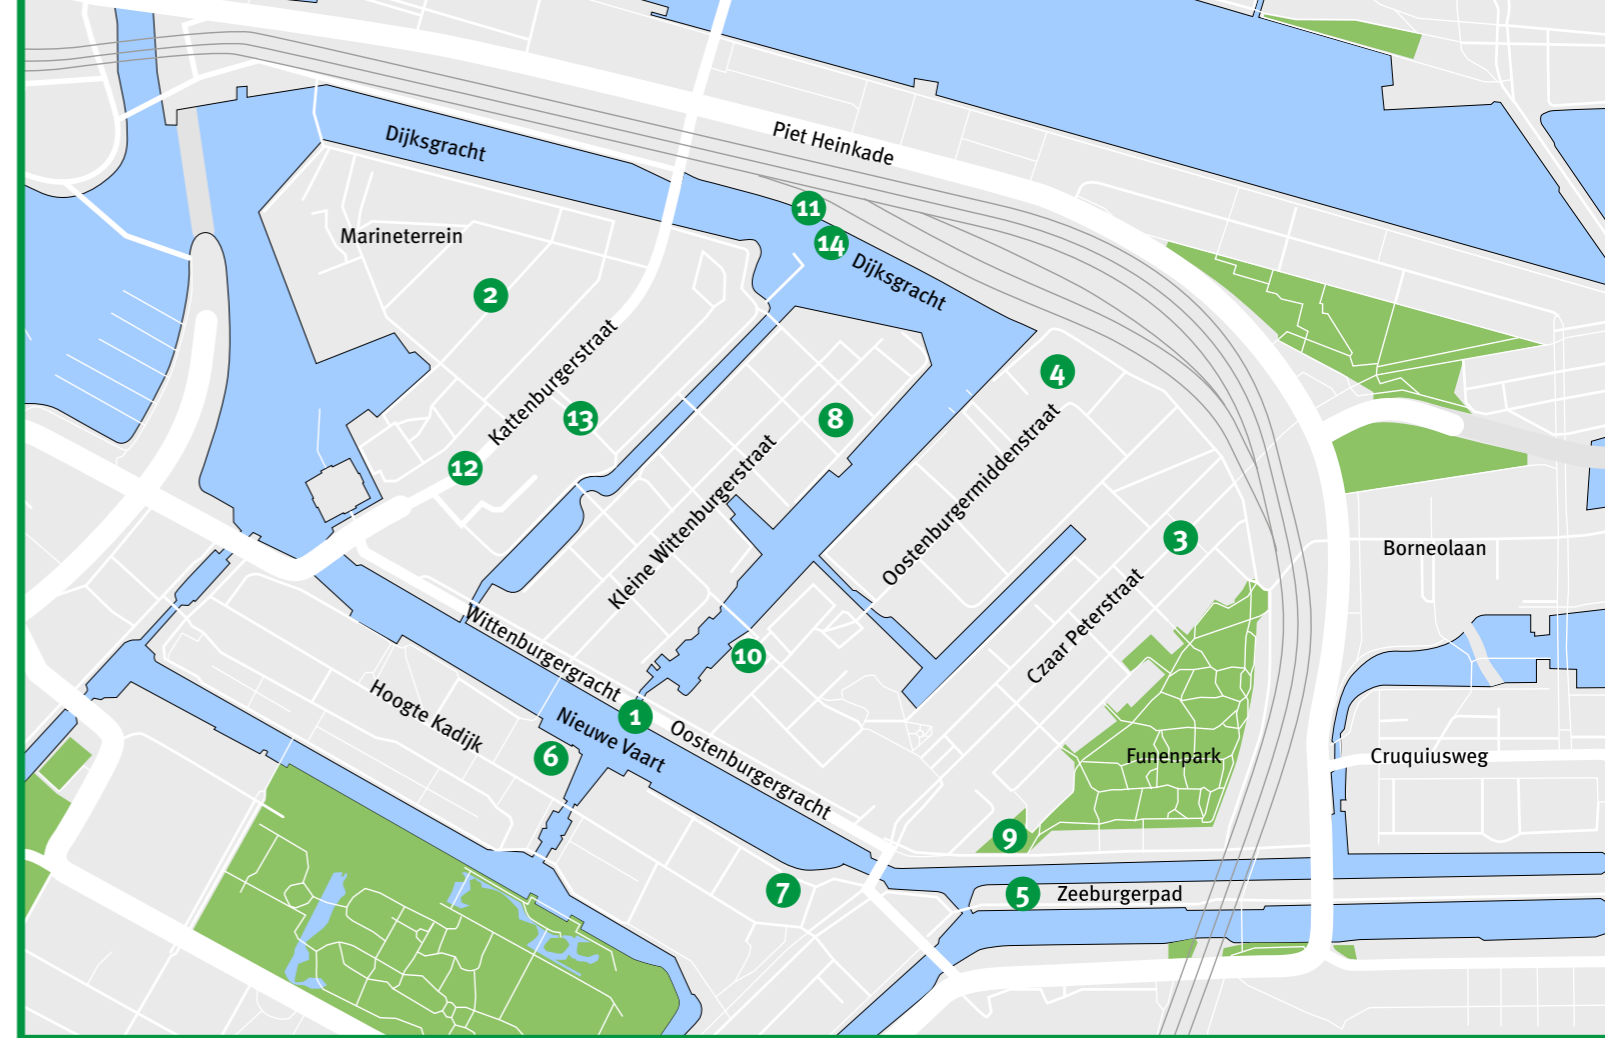 Dijksgracht
Piet Heinkade
11
14
Marineterrein
Dijksgracht
2
Kattenburgerstraat
4
13
8
12
Kleine Wittenburgerstraat
Oostenburgermiddenstraat
3
Borneolaan
Wittenburgergracht
10
Czaar Peterstraat
Hoogte Kadijk
Nieuwe Vaart
1
Oostenburgergracht
6
Funenpark
Cruquiusweg
9
7
5
Zeeburgerpad